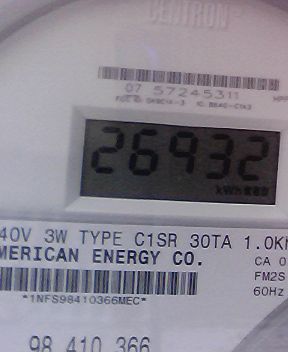 CENTRON®
07 57245311
26932
kWh
40V 3W TYPE C1SR 30TA 1.0K
MERICAN ENERGY CO.
CA 0
FM2S
60Hz
*1NFS98410366MEC*
98 410 366